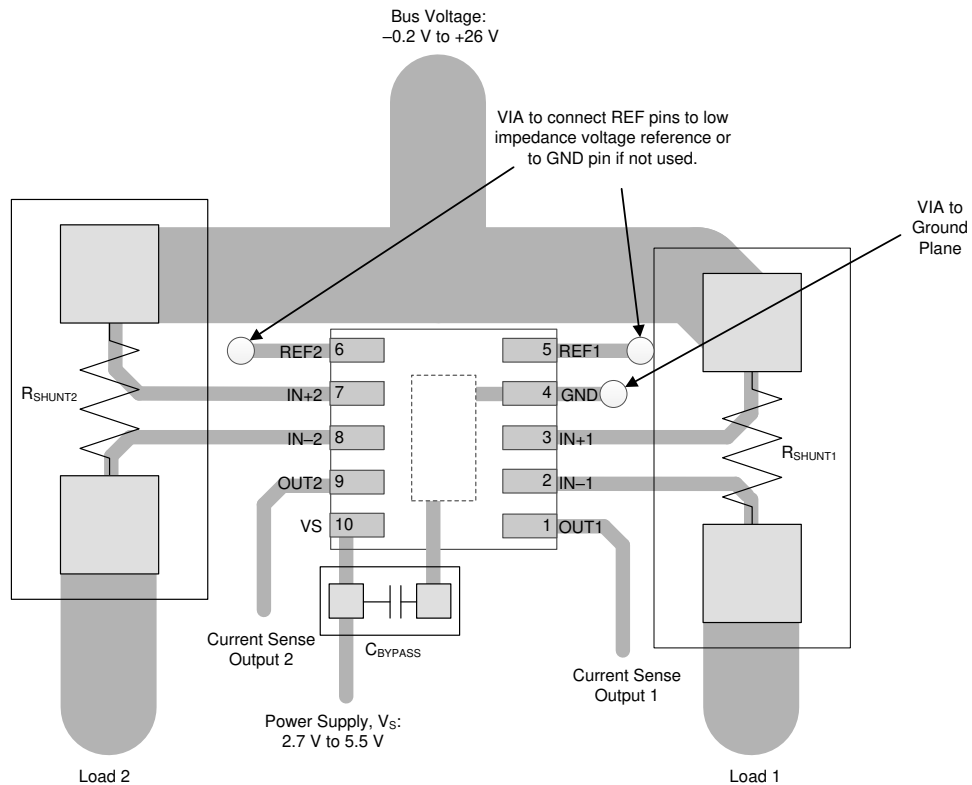 Bus Voltage:
–0.2 V to +26 V
VIA to connect REF pins to low
impedance voltage reference or
to GND pin if not used.
VIA to
Ground
Plane
REF2 6
5 REF1
IN+2 7
4 GND
RSHUNT2
IN–2 8
3 IN+1
RSHUNT1
OUT2 9
2 IN–1
VS 10
1 OUT1
CBYPASS
Current Sense
Output 2
Current Sense
Output 1
Power Supply, VS:
2.7 V to 5.5 V
Load 2
Load 1